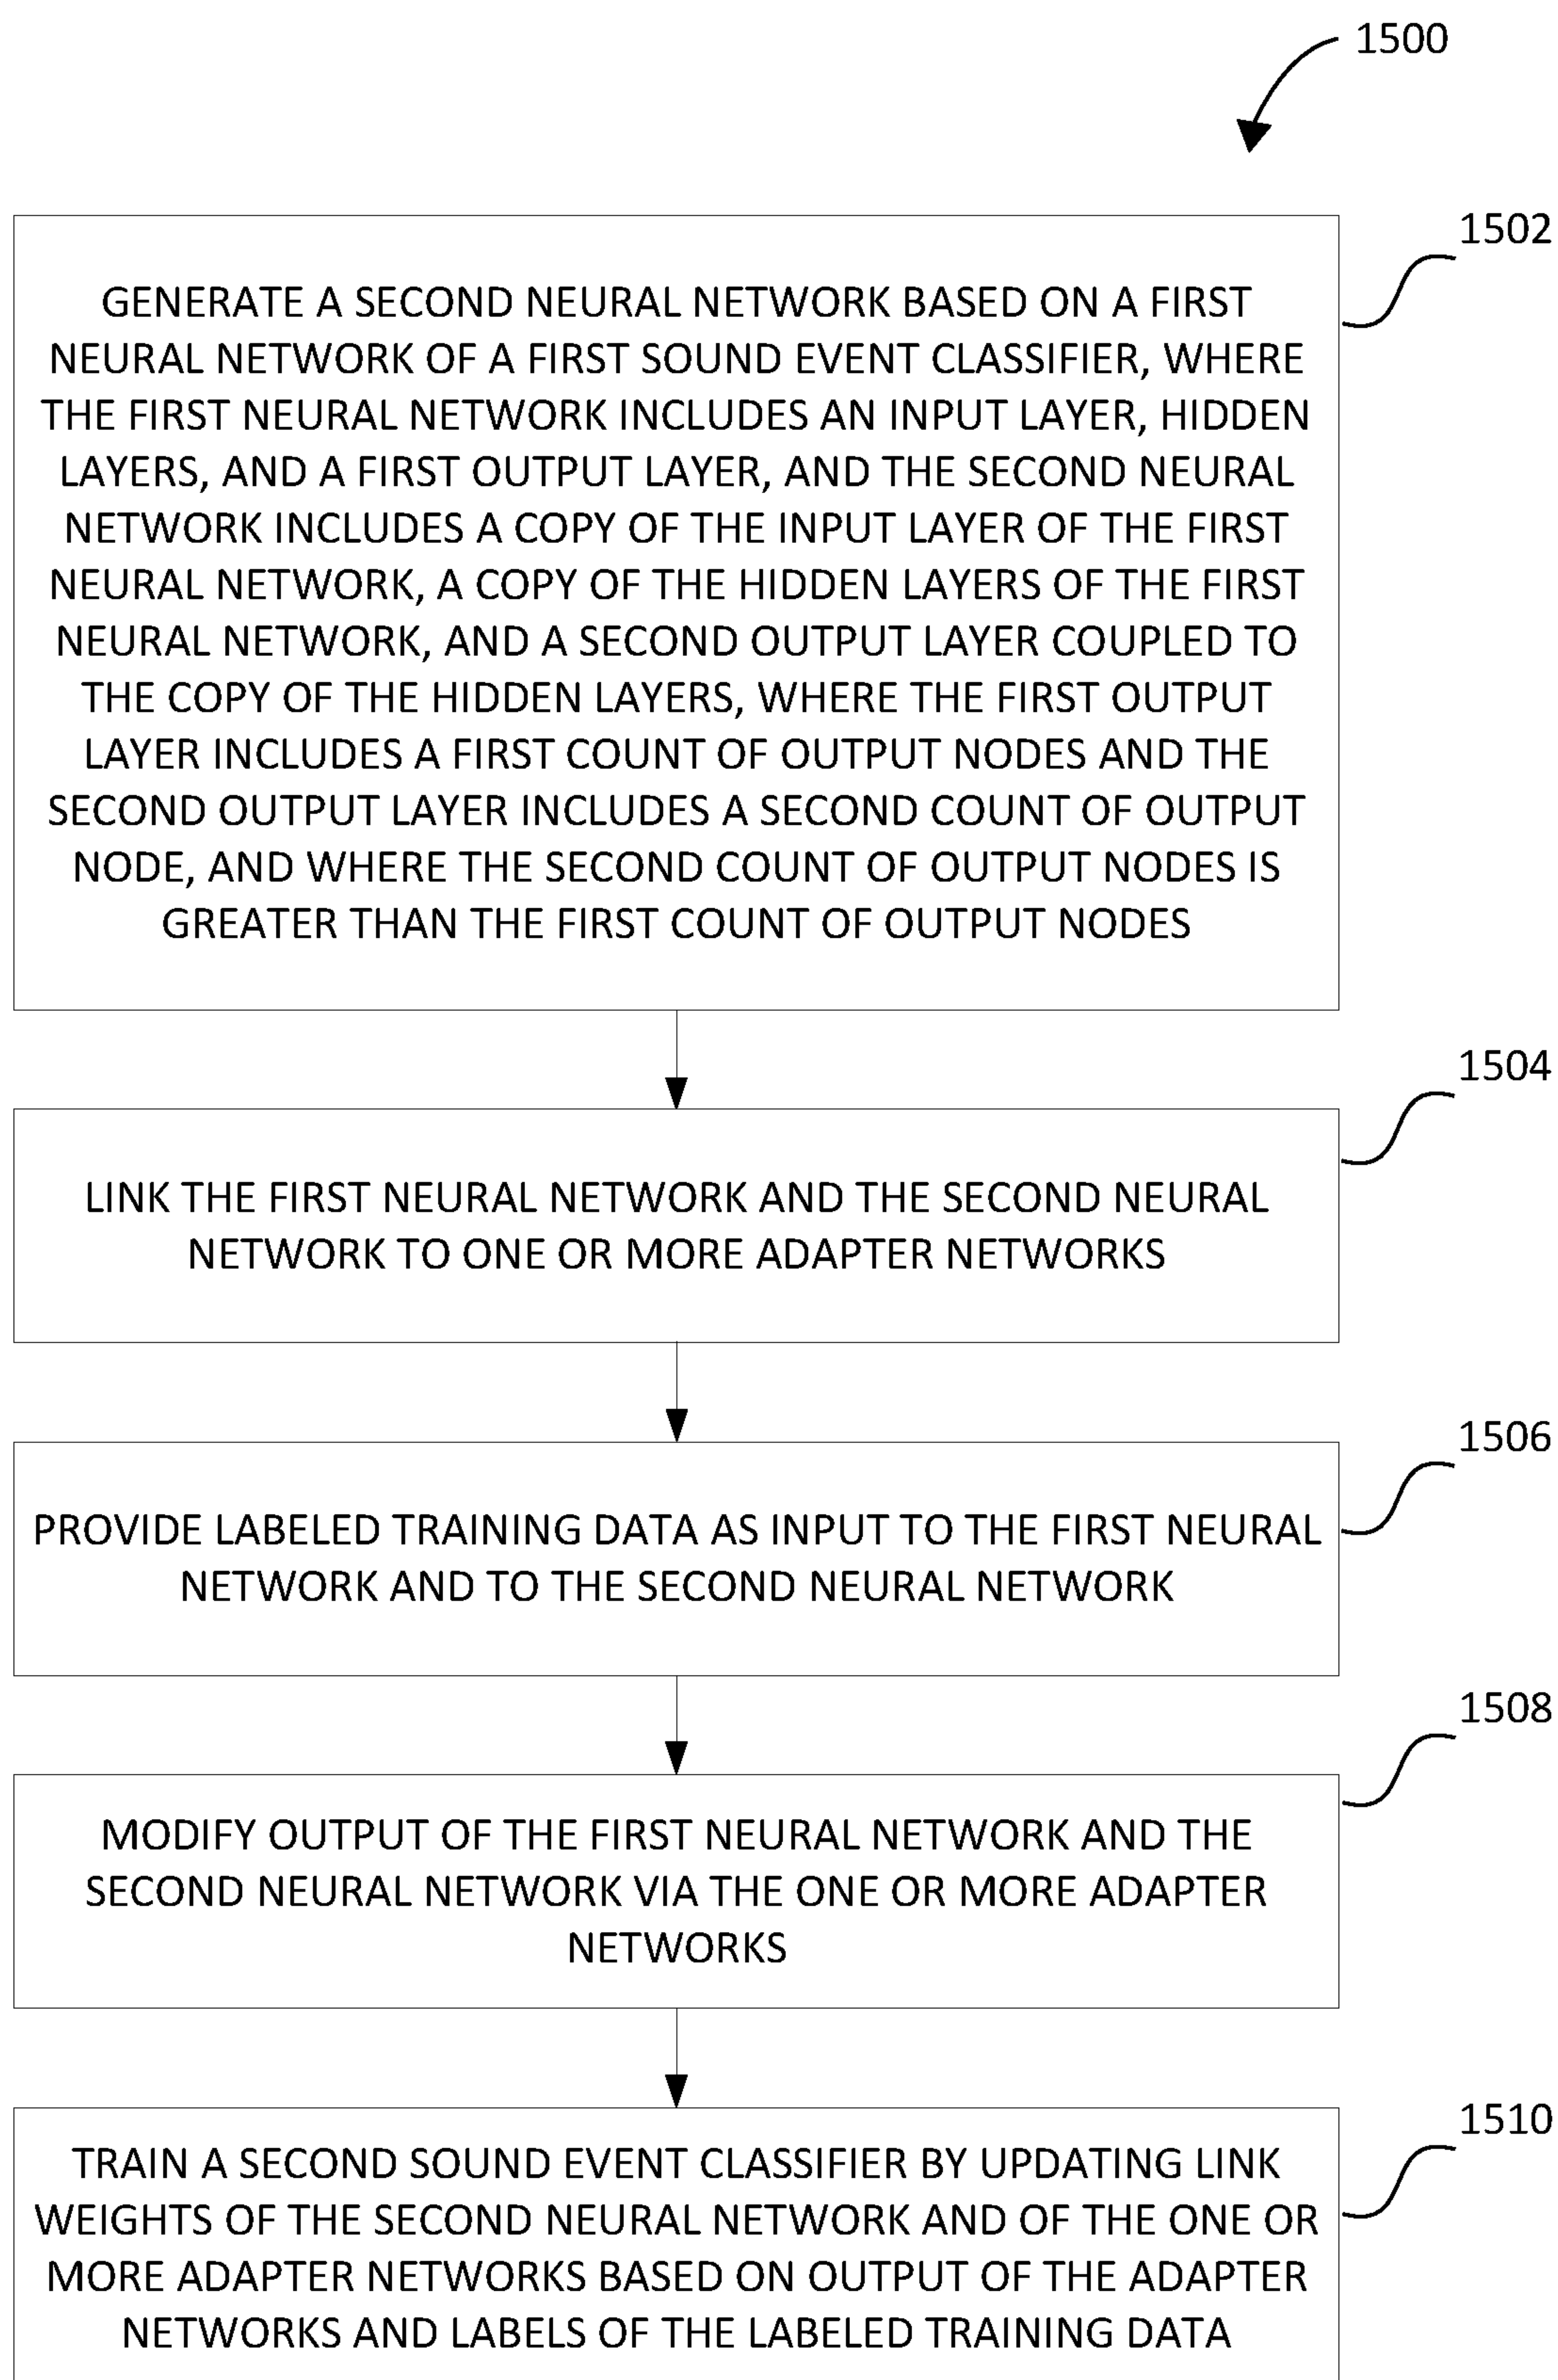 1500
1502
GENERATE A SECOND NEURAL NETWORK BASED ON A FIRST
NEURAL NETWORK OF A FIRST SOUND EVENT CLASSIFIER, WHERE
THE FIRST NEURAL NETWORK INCLUDES AN INPUT LAYER, HIDDEN
LAYERS, AND A FIRST OUTPUT LAYER, AND THE SECOND NEURAL
NETWORK INCLUDES A COPY OF THE INPUT LAYER OF THE FIRST
NEURAL NETWORK, A COPY OF THE HIDDEN LAYERS OF THE FIRST
NEURAL NETWORK, AND A SECOND OUTPUT LAYER COUPLED TO
THE COPY OF THE HIDDEN LAYERS, WHERE THE FIRST OUTPUT
LAYER INCLUDES A FIRST COUNT OF OUTPUT NODES AND THE
SECOND OUTPUT LAYER INCLUDES A SECOND COUNT OF OUTPUT
NODE, AND WHERE THE SECOND COUNT OF OUTPUT NODES IS
GREATER THAN THE FIRST COUNT OF OUTPUT NODES
1504
LINK THE FIRST NEURAL NETWORK AND THE SECOND NEURAL
NETWORK TO ONE OR MORE ADAPTER NETWORKS
1506
PROVIDE LABELED TRAINING DATA AS INPUT TO THE FIRST NEURAL
NETWORK AND TO THE SECOND NEURAL NETWORK
1508
MODIFY OUTPUT OF THE FIRST NEURAL NETWORK AND THE
SECOND NEURAL NETWORK VIA THE ONE OR MORE ADAPTER
NETWORKS
1510
TRAIN A SECOND SOUND EVENT CLASSIFIER BY UPDATING LINK
WEIGHTS OF THE SECOND NEURAL NETWORK AND OF THE ONE OR
MORE ADAPTER NETWORKS BASED ON OUTPUT OF THE ADAPTER
NETWORKS AND LABELS OF THE LABELED TRAINING DATA